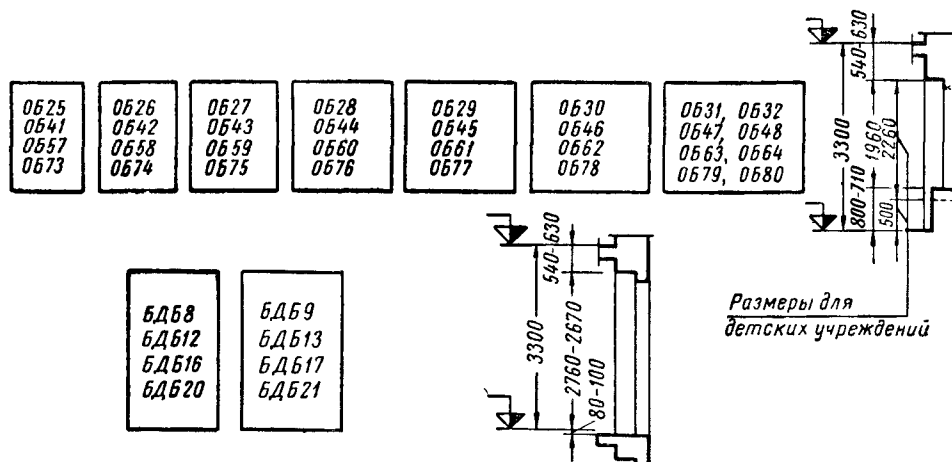 ОБ25
ОБ41
ОБ57
ОБ73
ОБ26
ОБ42
ОБ58
ОБ74
ОБ27
ОБ43
ОБ59
ОБ75
ОБ28
ОБ44
ОБ60
ОБ76
ОБ29
ОБ45
ОБ61
ОБ77
ОБ30
ОБ46
ОБ62
ОБ78
ОБ31, ОБ32
ОБ47, ОБ48
ОБ63, ОБ64
ОБ79, ОБ80
540-630
3300
1960
2260
800-710
500
Размеры для
детских учреждений
БДБ8
БДБ12
БДБ16
БДБ20
БДБ9
БДБ13
БДБ17
БДБ21
540-630
3300
2760-2670
80-100